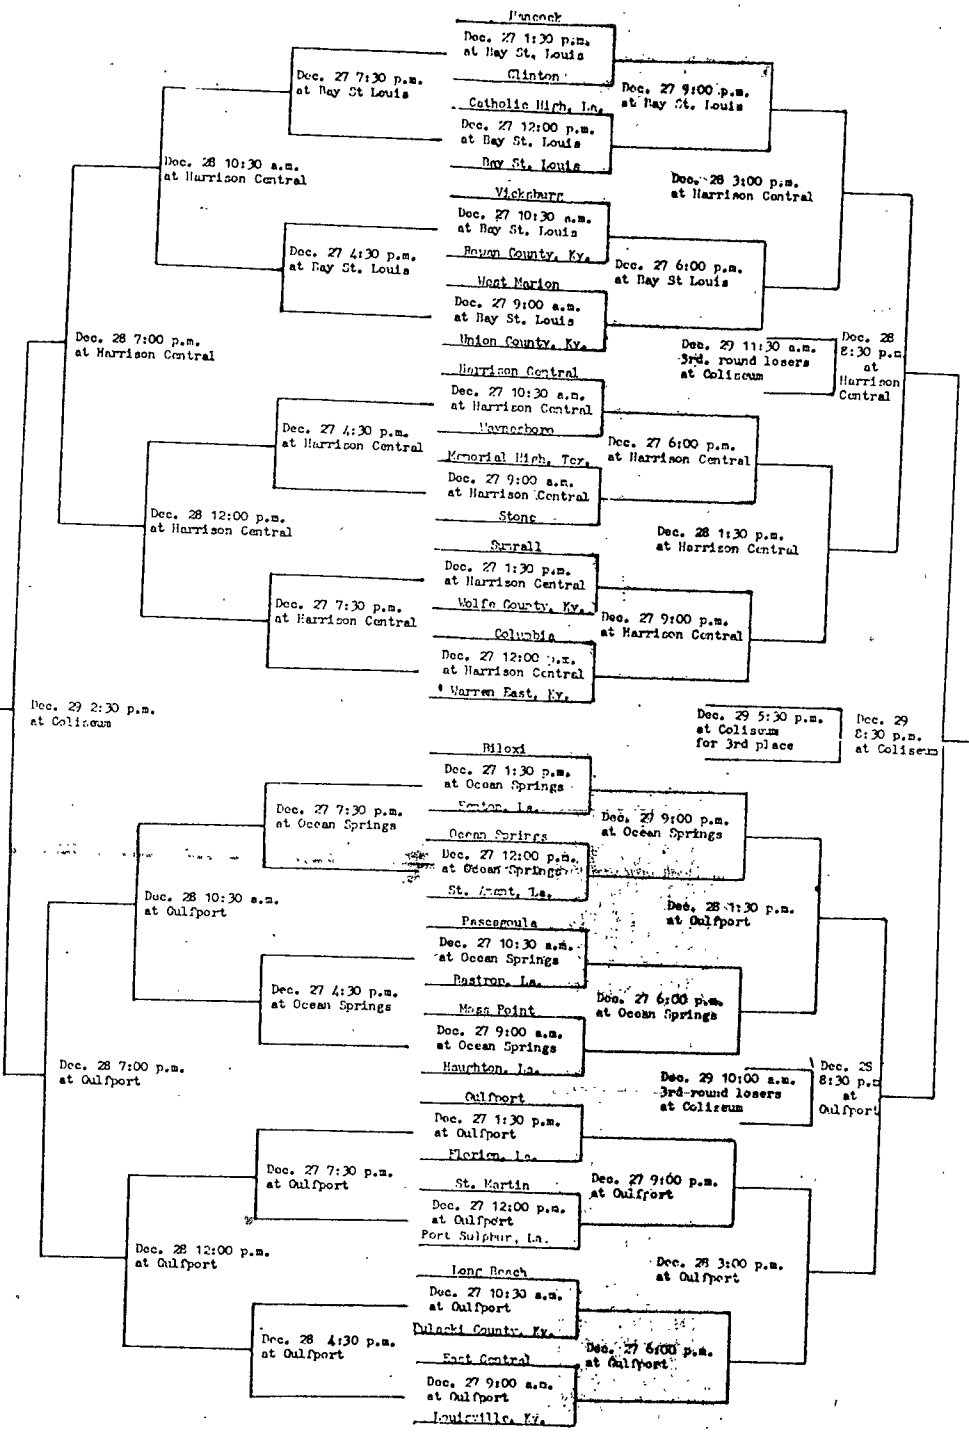 Hancock
Dec. 27 1:30 p.m.
at Bay St. Louis
Clinton
Dec. 27 7:30 p.m.
at Bay St Louis
Dec. 27 9:00 p.m.
at Bay St. Louis
Catholic High, La.
Dec. 27 12:00 p.m.
at Bay St. Louis
Bay St. Louis
Dec. 28 10:30 a.m.
at Harrison Central
Dec. 28 3:00 p.m.
at Harrison Central
Vicksburg
Dec. 27 10:30 a.m.
at Bay St. Louis
Rowan County, Ky.
Dec. 27 4:30 p.m.
at Bay St. Louis
Dec. 27 6:00 p.m.
at Bay St Louis
West Marion
Dec. 27 9:00 a.m.
at Bay St. Louis
Union County, Ky.
Dec. 28 7:00 p.m.
at Harrison Central
Dec. 29 11:30 a.m.
3rd. round losers
at Coliseum
Dec. 28
8:30 p.m.
at
Harrison
Central
Harrison Central
Dec. 27 10:30 a.m.
at Harrison Central
Waynesboro
Dec. 27 4:30 p.m.
at Harrison Central
Dec. 27 6:00 p.m.
at Harrison Central
Memorial High, Tex.
Dec. 27 9:00 a.m.
at Harrison Central
Stone
Dec. 28 12:00 p.m.
at Harrison Central
Dec. 28 1:30 p.m.
at Harrison Central
Sumrall
Dec. 27 1:30 p.m.
at Harrison Central
Wolfe County, Ky.
Dec. 27 7:30 p.m.
at Harrison Central
Dec. 27 9:00 p.m.
at Harrison Central
Columbia
Dec. 27 12:00 p.m.
at Harrison Central
Warren East, Ky.
Dec. 29 2:30 p.m.
at Coliseum
Dec. 29 5:30 p.m.
at Coliseum
for 3rd place
Dec. 29
8:30 p.m.
at Coliseum
Biloxi
Dec. 27 1:30 p.m.
at Ocean Springs
La.
Dec. 27 7:30 p.m.
at Ocean Springs
Dec. 27 9:00 p.m.
at Ocean Springs
Ocean Springs
Dec. 27 12:00 p.m.
at Ocean Springs
St. Amant, La.
Dec. 28 10:30 a.m.
at Gulfport
Dec. 28 1:30 p.m.
at Gulfport
Pascagoula
Dec. 27 10:30 a.m.
at Ocean Springs
Bastrop, La.
Dec. 27 4:30 p.m.
at Ocean Springs
Dec. 27 6:00 p.m.
at Ocean Springs
Moss Point
Dec. 27 9:00 a.m.
at Ocean Springs
Haughton, La.
Dec. 28 7:00 p.m.
at Gulfport
Dec. 29 10:00 a.m.
3rd-round losers
at Coliseum
Dec. 28
8:30 p.m
at
Gulfport
Gulfport
Dec. 27 1:30 p.m.
at Gulfport
Florien, La.
Dec. 27 7:30 p.m.
at Gulfport
Dec. 27 9:00 p.m.
at Gulfport
St. Martin
Dec. 27 12:00 p.m.
at Gulfport
Port Sulphur, La.
Dec. 28 12:00 p.m.
at Gulfport
Dec. 28 3:00 p.m.
at Gulfport
Long Beach
Dec. 27 10:30 a.m.
at Gulfport
Pulaski County, Ky.
Dec. 28 4:30 p.m.
at Gulfport
Dec. 27 6:00 p.m.
at Gulfport
East Central
Dec. 27 9:00 a.m.
at Gulfport
Louisville, Ky.